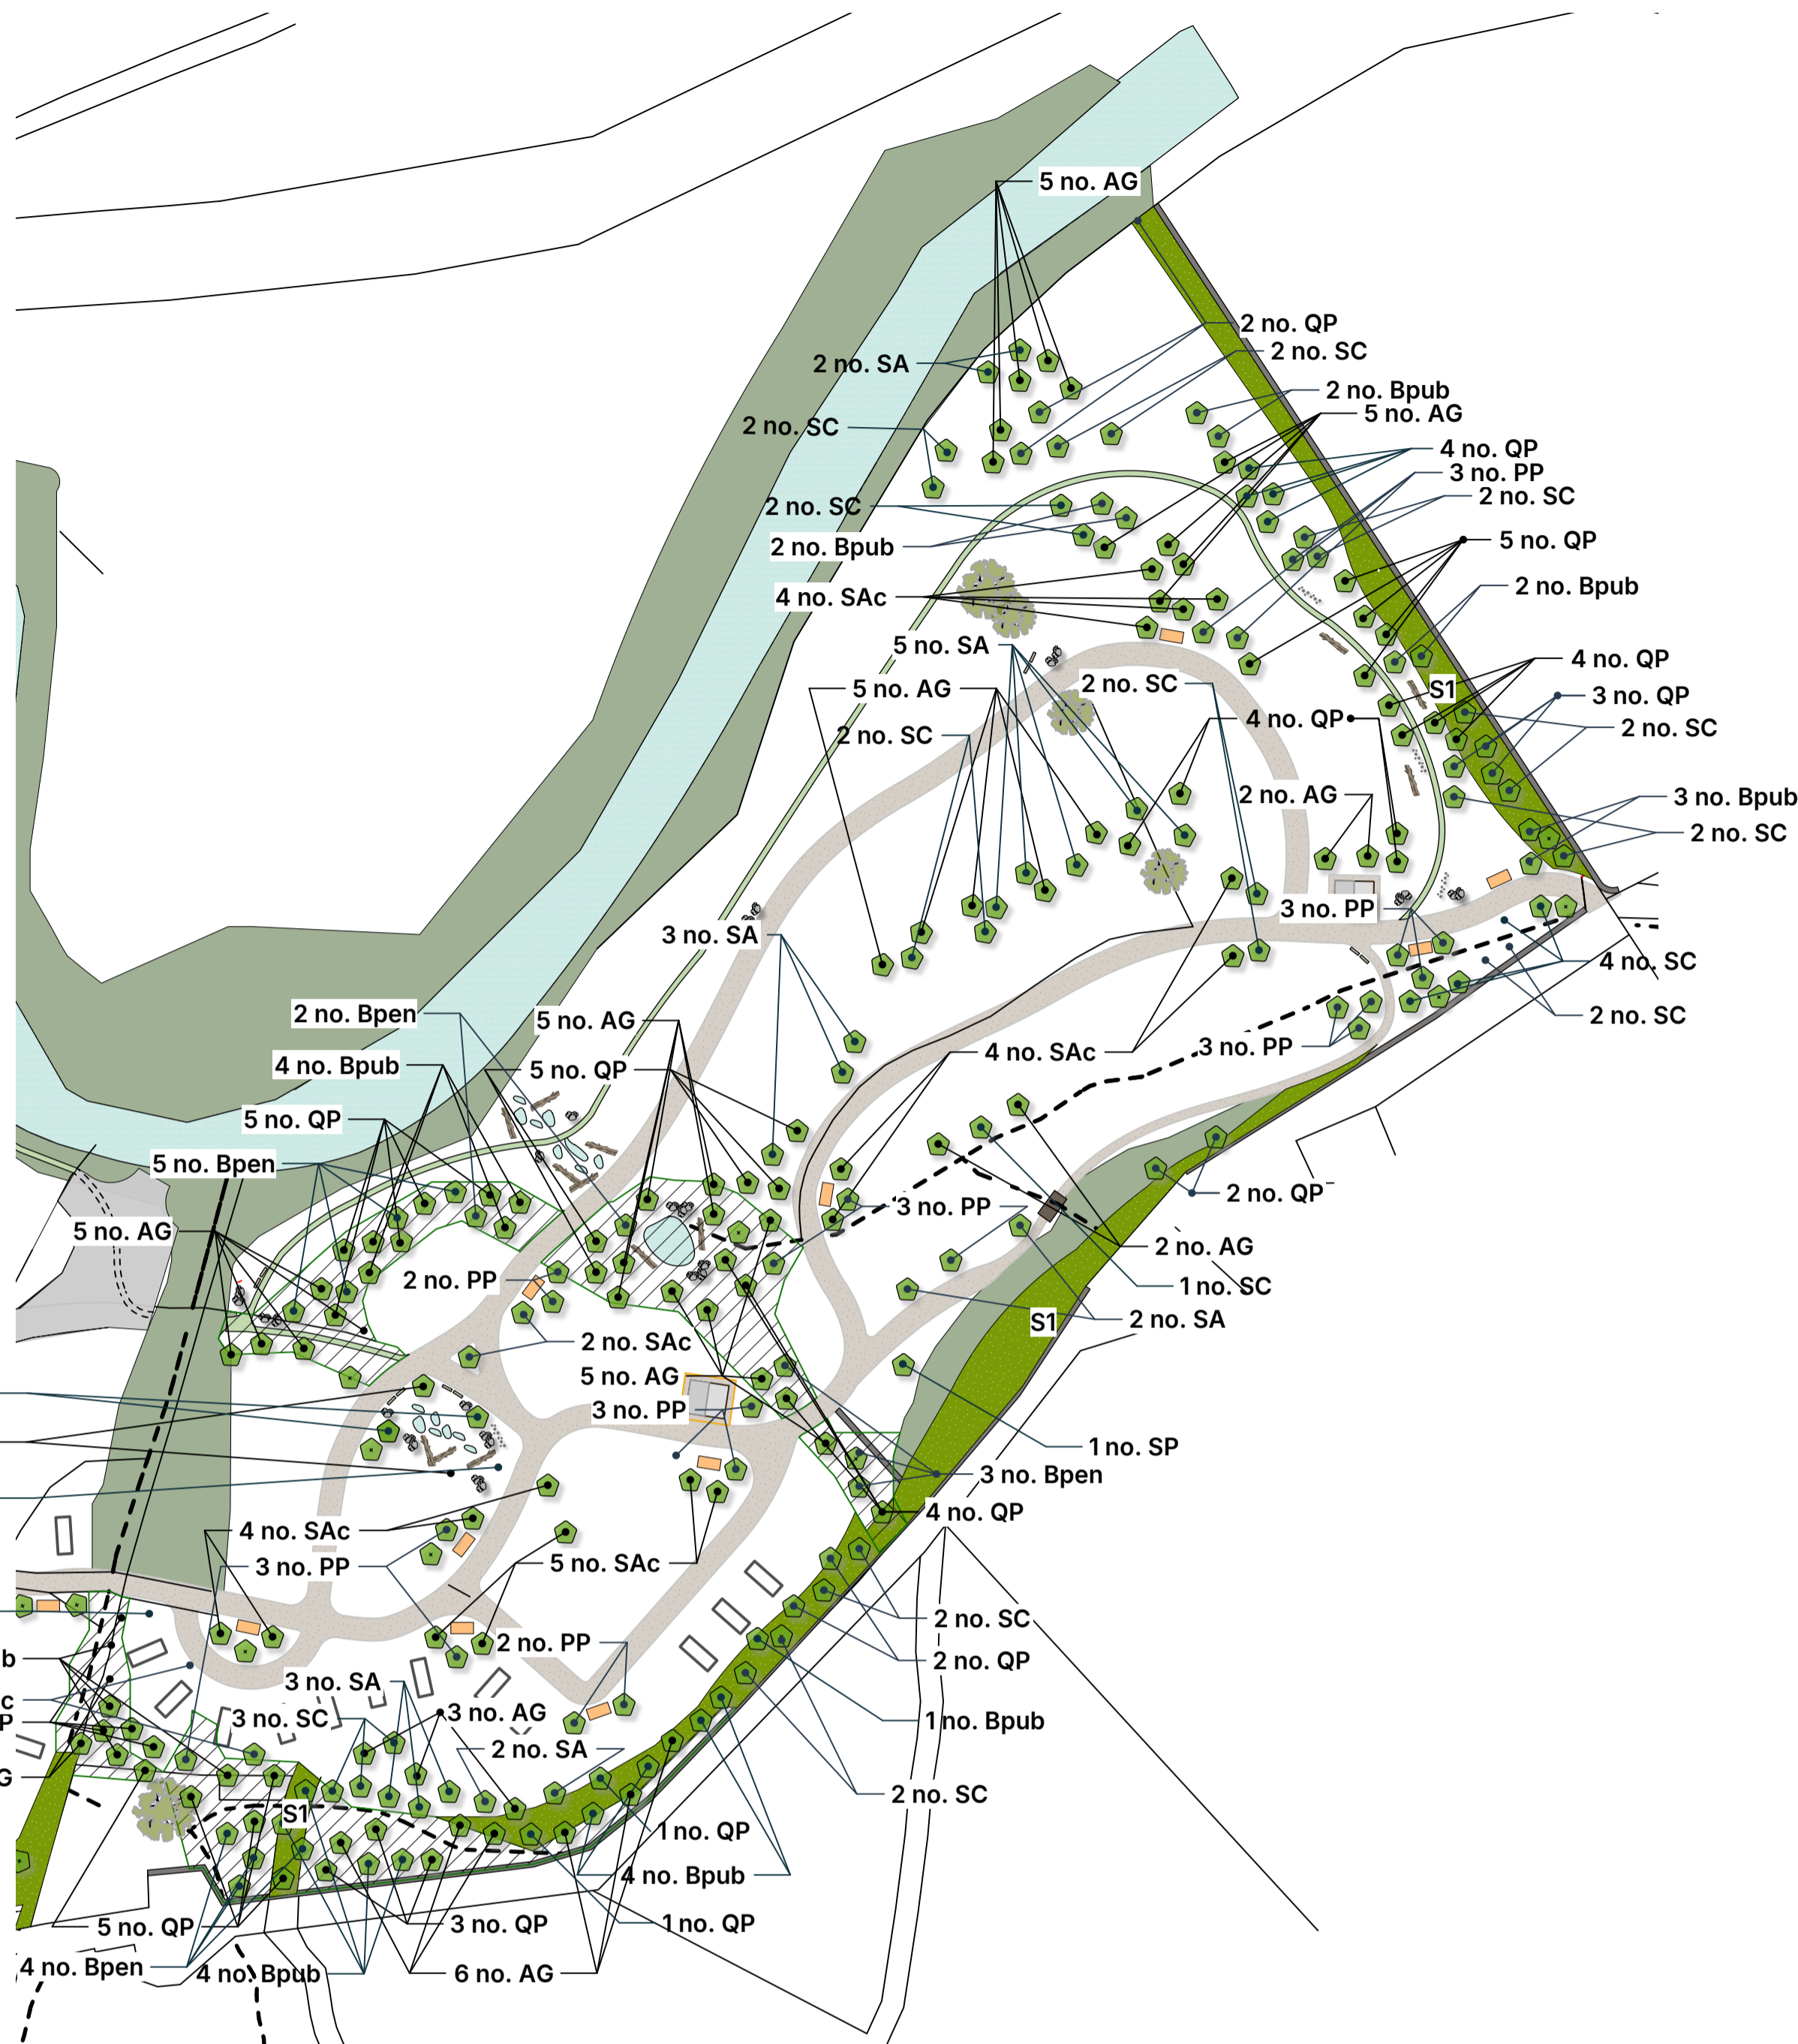 5 no. AG
2 no. QP
2 no. SC
2 no. SA
2 no. Bpub
5 no. AG
2 no. SC
4 no. QP
3 no. PP
2 no. SC
2 no. SC
5 no. QP
2 no. Bpub
2 no. Bpub
4 no. SAc
5 no. SA
4 no. QP
2 no. SC
5 no. AG
S1
3 no. QP
4 no. QP
2 no. SC
2 no. SC
2 no. AG
3 no. Bpub
2 no. SC
3 no. PP
3 no. SA
4 no. SC
2 no. Bpen
2 no. SC
5 no. AG
3 no. PP
4 no. SAc
4 no. Bpub
5 no. QP
5 no. QP
5 no. Bpen
2 no. QP
3 no. PP
5 no. AG
2 no. AG
2 no. PP
1 no. SC
2 no. SA
S1
2 no. SAc
5 no. AG
3 no. PP
1 no. SP
3 no. Bpen
4 no. QP
4 no. SAc
5 no. SAc
3 no. PP
2 no. SC
2 no. PP
b
2 no. QP
3 no. SA
c
3 no. AG
3 no. SC
P
1 no. Bpub
2 no. SA
G
2 no. SC
S1
1 no. QP
4 no. Bpub
5 no. QP
3 no. QP
1 no. QP
4 no. Bpen
4 no. Bpub
6 no. AG